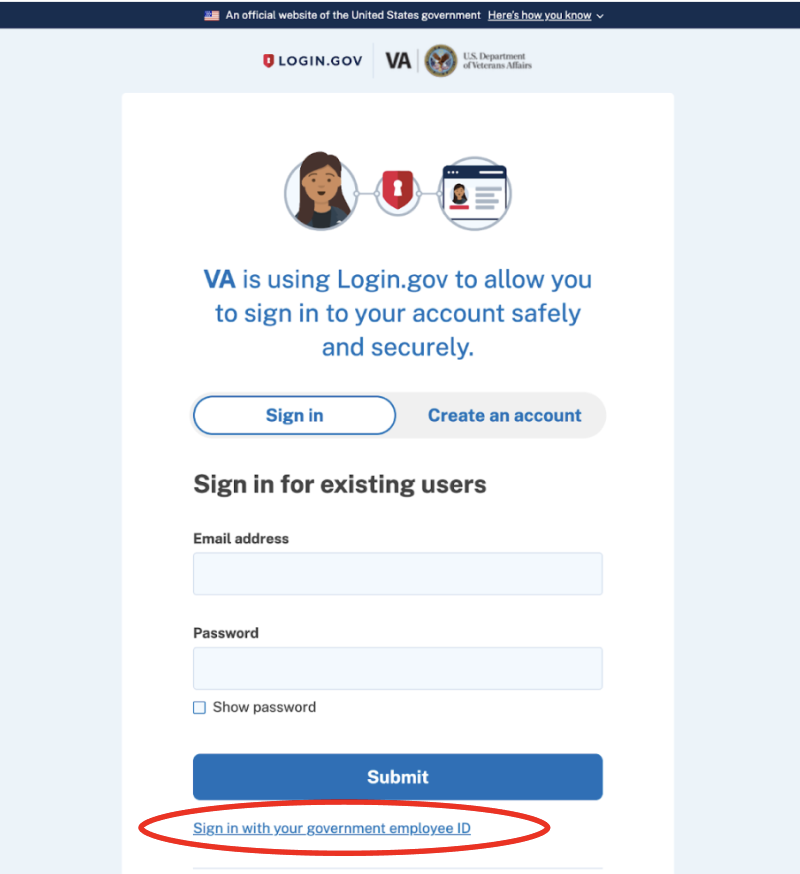 An official website of the United States government Here's how you know
LOGIN.GOV VA U.S. Department
of Veterans Affairs
VA is using Login.gov to allow you
to sign in to your account safely
and securely.
Sign in Create an account
Sign in for existing users
Email address
Password
Show password
Submit
Sign in with your government employee ID